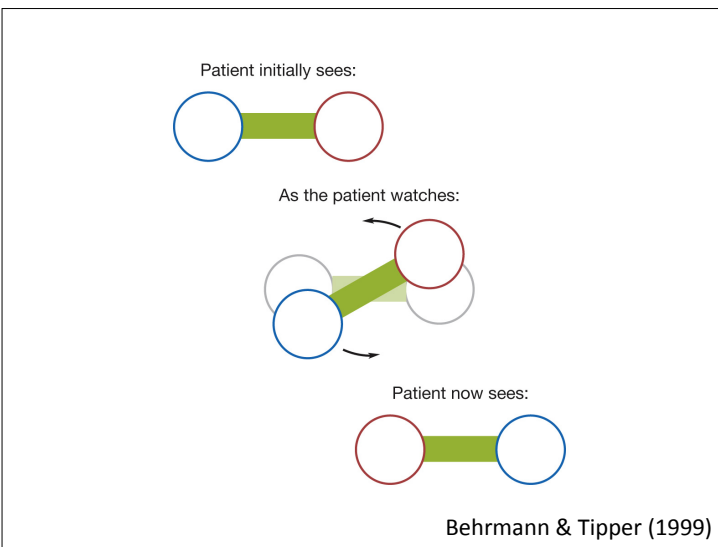 Patient initially sees:
As the patient watches:
Patient now sees:
Behrmann & Tipper (1999)